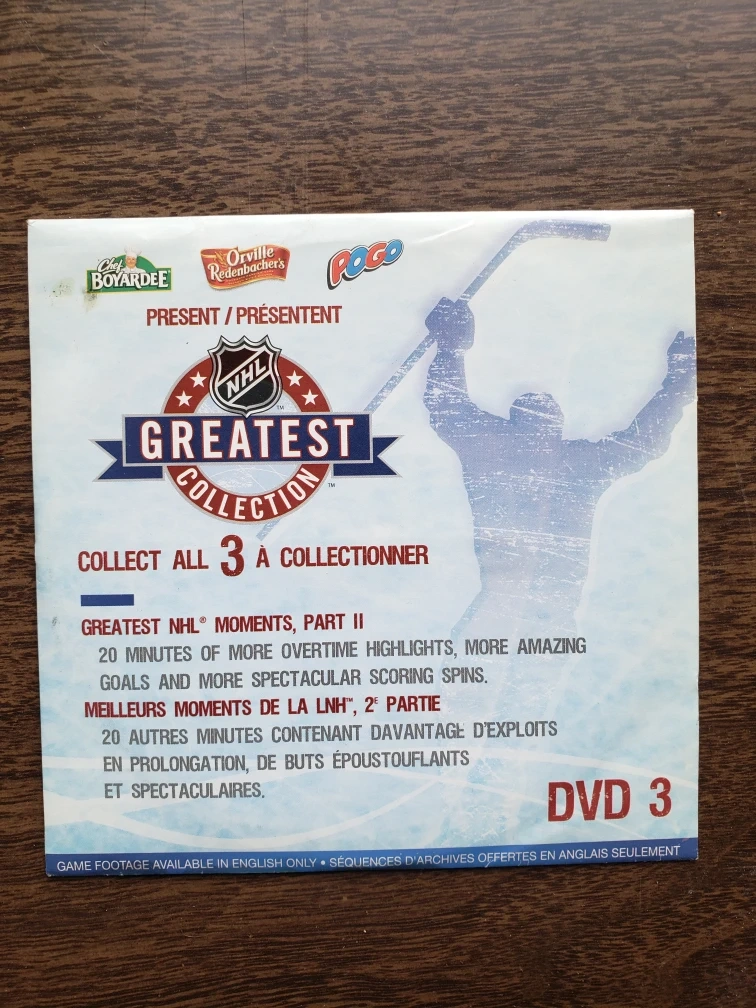 Chef
BOYARDEE
Orville
Redenbacher's
POGO
PRESENT / PRÉSENTENT
NHL
™
GREATEST
COLLECTION
™
COLLECT ALL 3 À COLLECTIONNER
GREATEST NHL® MOMENTS, PART II
20 MINUTES OF MORE OVERTIME HIGHLIGHTS, MORE AMAZING
GOALS AND MORE SPECTACULAR SCORING SPINS.
MEILLEURS MOMENTS DE LA LNH™, 2E PARTIE
20 AUTRES MINUTES CONTENANT DAVANTAGE D'EXPLOITS
EN PROLONGATION, DE BUTS ÉPOUSTOUFLANTS
ET SPECTACULAIRES.
DVD 3
GAME FOOTAGE AVAILABLE IN ENGLISH ONLY • SÉQUENCES D'ARCHIVES OFFERTES EN ANGLAIS SEULEMENT